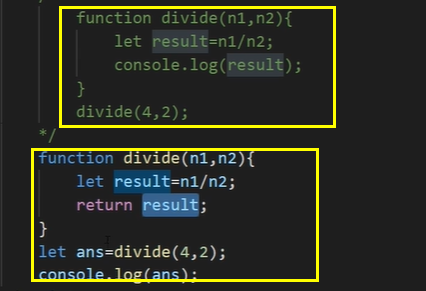 function divide(n1,n2){
let result=n1/n2;
console.log(result);
}
divide(4,2);
*/
function divide(n1,n2){
let result=n1/n2;
return result;
}
let ans=divide(4,2);
console.log(ans);